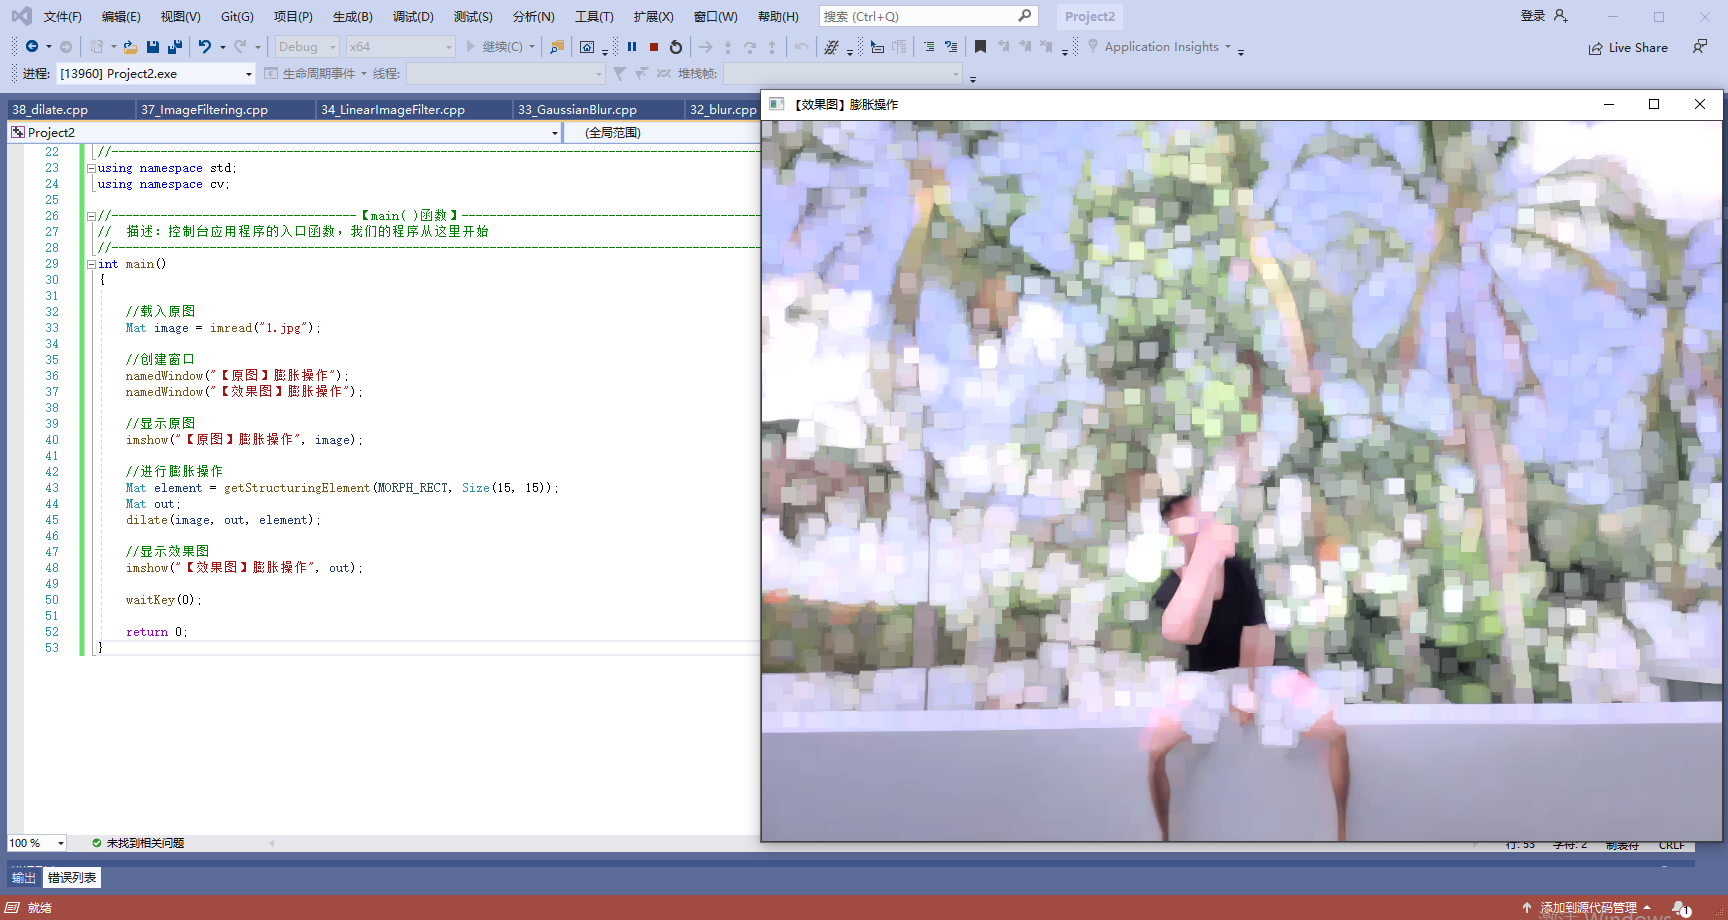 文件(F) 编辑(E) 视图(V) Git(G) 项目(P) 生成(B) 调试(D) 测试(S) 分析(N) 工具(T) 扩展(X) 窗口(W) 帮助(H) 搜索 (Ctrl+Q) Project2 登录
Debug x64 继续(C) Application Insights Live Share
进程: [13960] Project2.exe 生命周期事件 线程: 堆栈帧:
38_dilate.cpp 37_ImageFiltering.cpp 34_LinearImageFilter.cpp 33_GaussianBlur.cpp 32_blur.cpp
【效果图】膨胀操作
Project2 (全局范围)
22 //----------------------------------------------------------------------------------------------
23 using namespace std;
24 using namespace cv;
25
26 //-----------------------------------【main( )函数】-------------------------------------------
27 // 描述：控制台应用程序的入口函数，我们的程序从这里开始
28 //----------------------------------------------------------------------------------------------
29 int main()
30 {
31
32 //载入原图
33 Mat image = imread("1.jpg");
34
35 //创建窗口
36 namedWindow("【原图】膨胀操作");
37 namedWindow("【效果图】膨胀操作");
38
39 //显示原图
40 imshow("【原图】膨胀操作", image);
41
42 //进行膨胀操作
43 Mat element = getStructuringElement(MORPH_RECT, Size(15, 15));
44 Mat out;
45 dilate(image, out, element);
46
47 //显示效果图
48 imshow("【效果图】膨胀操作", out);
49
50 waitKey(0);
51
52 return 0;
53 }
100 % 未找到相关问题 行: 53 字符: 2 制表符 CRLF
输出 错误列表
就绪 添加到源代码管理 1